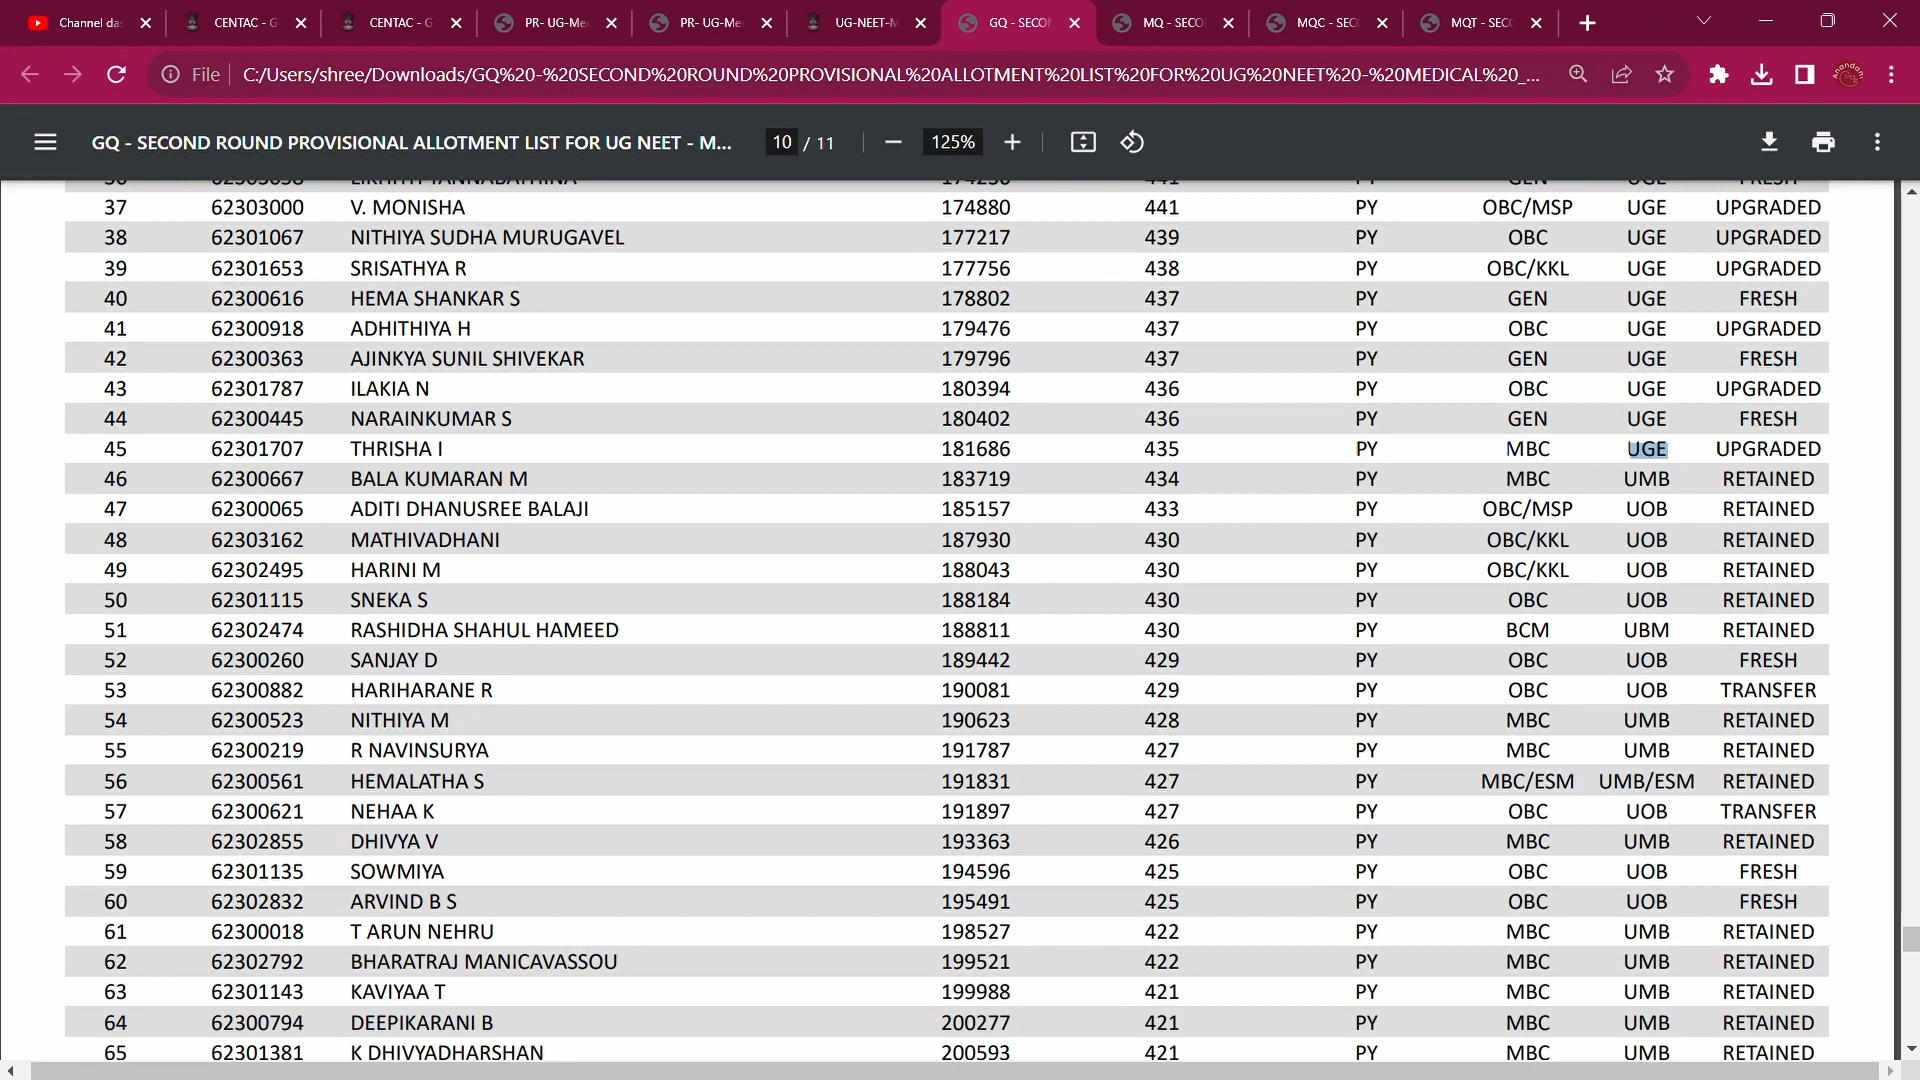 Channel da
CENTAC - G
CENTAC - G
PR- UG-Me
PR- UG-Me
UG-NEET-M
GQ - SECON
MQ - SECO
MQC - SEC
MQT - SEC
File
C:/Users/shree/Downloads/GQ%20-%20SECOND%20ROUND%20PROVISIONAL%20ALLOTMENT%20LIST%20FOR%20UG%20NEET%20-%20MEDICAL%20_...
GQ - SECOND ROUND PROVISIONAL ALLOTMENT LIST FOR UG NEET - M...
10 / 11
125%
37 62303000 V. MONISHA 174880 441 PY OBC/MSP UGE UPGRADED
38 62301067 NITHIYA SUDHA MURUGAVEL 177217 439 PY OBC UGE UPGRADED
39 62301653 SRISATHYA R 177756 438 PY OBC/KKL UGE UPGRADED
40 62300616 HEMA SHANKAR S 178802 437 PY GEN UGE FRESH
41 62300918 ADHITHIYA H 179476 437 PY OBC UGE UPGRADED
42 62300363 AJINKYA SUNIL SHIVEKAR 179796 437 PY GEN UGE FRESH
43 62301787 ILAKIA N 180394 436 PY OBC UGE UPGRADED
44 62300445 NARAINKUMAR S 180402 436 PY GEN UGE FRESH
45 62301707 THRISHA I 181686 435 PY MBC UGE UPGRADED
46 62300667 BALA KUMARAN M 183719 434 PY MBC UMB RETAINED
47 62300065 ADITI DHANUSREE BALAJI 185157 433 PY OBC/MSP UOB RETAINED
48 62303162 MATHIVADHANI 187930 430 PY OBC/KKL UOB RETAINED
49 62302495 HARINI M 188043 430 PY OBC/KKL UOB RETAINED
50 62301115 SNEKA S 188184 430 PY OBC UOB RETAINED
51 62302474 RASHIDHA SHAHUL HAMEED 188811 430 PY BCM UBM RETAINED
52 62300260 SANJAY D 189442 429 PY OBC UOB FRESH
53 62300882 HARIHARANE R 190081 429 PY OBC UOB TRANSFER
54 62300523 NITHIYA M 190623 428 PY MBC UMB RETAINED
55 62300219 R NAVINSURYA 191787 427 PY MBC UMB RETAINED
56 62300561 HEMALATHA S 191831 427 PY MBC/ESM UMB/ESM RETAINED
57 62300621 NEHAA K 191897 427 PY OBC UOB TRANSFER
58 62302855 DHIVYA V 193363 426 PY MBC UMB RETAINED
59 62301135 SOWMIYA 194596 425 PY OBC UOB FRESH
60 62302832 ARVIND B S 195491 425 PY OBC UOB FRESH
61 62300018 T ARUN NEHRU 198527 422 PY MBC UMB RETAINED
62 62302792 BHARATRAJ MANICAVASSOU 199521 422 PY MBC UMB RETAINED
63 62301143 KAVIYAA T 199988 421 PY MBC UMB RETAINED
64 62300794 DEEPIKARANI B 200277 421 PY MBC UMB RETAINED
65 62301381 K DHIVYADHARSHAN 200593 421 PY MBC UMB RETAINED